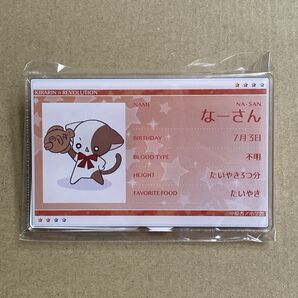 KIRARIN☆REVOLUTION
NAME NA-SAN
なーさん
BIRTHDAY 7月3日
BLOOD TYPE 不明
HEIGHT たいやき3つ分
FAVORITE FOOD たいやき